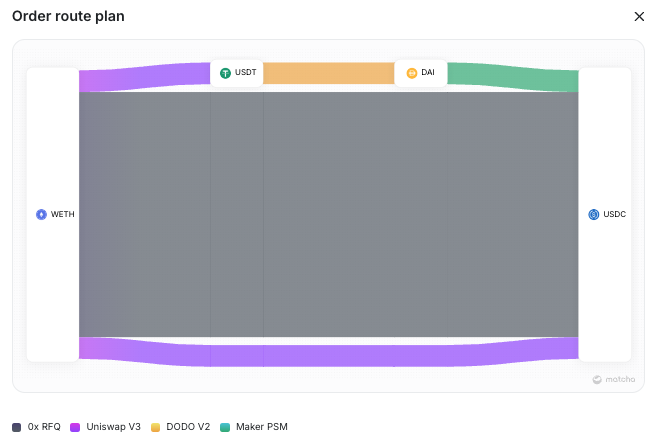 Order route plan
USDT
DAI
WETH
USDC
matcha
0x RFQ
Uniswap V3
DODO V2
Maker PSM